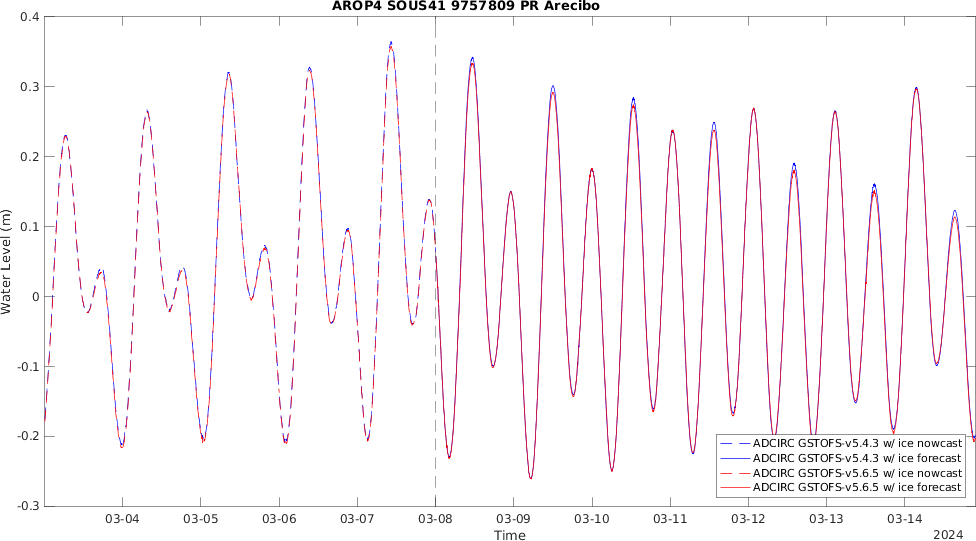 AROP4 SOUS41 9757809 PR Arecibo
0.4
0.3
0.2
0.1
0
-0.1
-0.2
-0.3
Water Level (m)
ADCIRC GSTOFS-v5.4.3 w/ ice nowcast
ADCIRC GSTOFS-v5.4.3 w/ ice forecast
ADCIRC GSTOFS-v5.6.5 w/ ice nowcast
ADCIRC GSTOFS-v5.6.5 w/ ice forecast
03-04 03-05 03-06 03-07 03-08 03-09 03-10 03-11 03-12 03-13 03-14
Time
2024